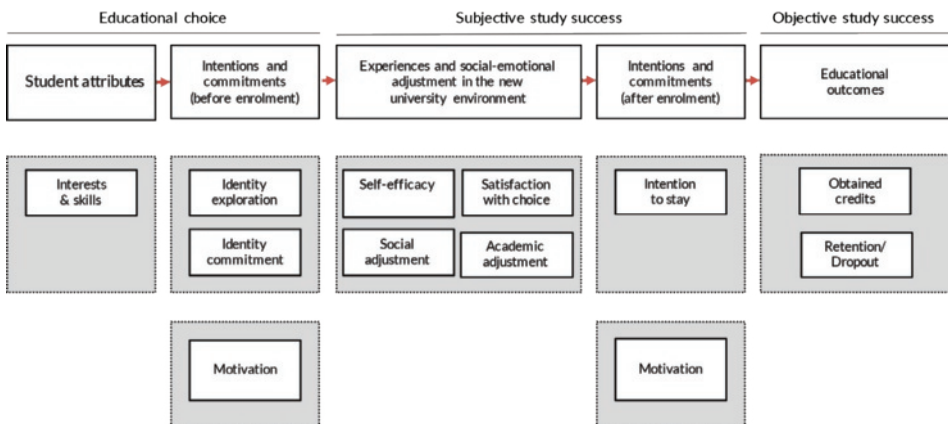 Educational choice
Subjective study success
Objective study success
Student attributes
Intentions and
commitments
(before enrolment)
Experiences and social-emotional
adjustment in the new
university environment
Intentions and
commitments
(after enrolment)
Educational
outcomes
Interests
& skills
Identity
exploration
Identity
commitment
Self-efficacy
Satisfaction
with choice
Social
adjustment
Academic
adjustment
Intention
to stay
Obtained
credits
Retention/
Dropout
Motivation
Motivation